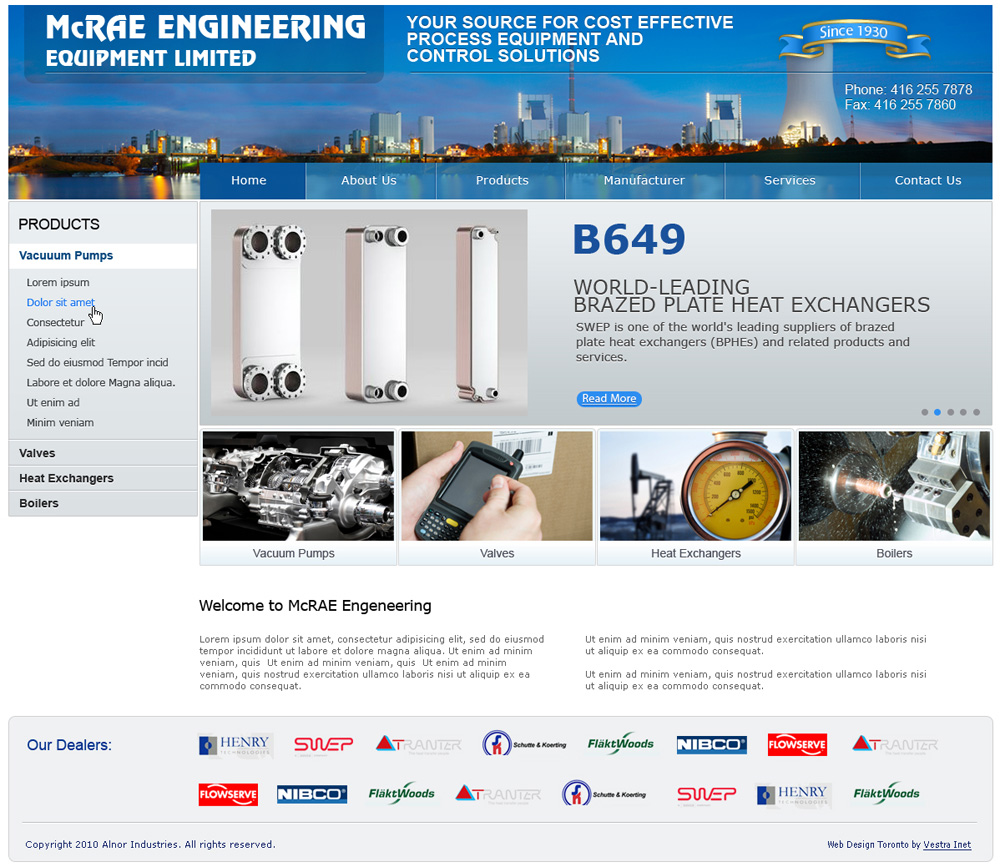 McRAE ENGINEERING
EQUIPMENT LIMITED
YOUR SOURCE FOR COST EFFECTIVE
PROCESS EQUIPMENT AND
CONTROL SOLUTIONS
Since 1930
Phone: 416 255 7878
Fax: 416 255 7860
Home
About Us
Products
Manufacturer
Services
Contact Us
PRODUCTS
Vacuuum Pumps
Lorem ipsum
Dolor sit amet
Consectetur
Adipisicing elit
Sed do eiusmod Tempor incid
Labore et dolore Magna aliqua.
Ut enim ad
Minim veniam
Valves
Heat Exchangers
Boilers
B649
WORLD-LEADING
BRAZED PLATE HEAT EXCHANGERS
SWEP is one of the world's leading suppliers of brazed
plate heat exchangers (BPHEs) and related products and
services.
Read More
Vacuum Pumps
Valves
Heat Exchangers
Boilers
Welcome to McRAE Engeneering
Lorem ipsum dolor sit amet, consectetur adipisicing elit, sed do eiusmod
tempor incididunt ut labore et dolore magna aliqua. Ut enim ad minim
veniam, quis  Ut enim ad minim veniam, quis  Ut enim ad minim
veniam, quis nostrud exercitation ullamco laboris nisi ut aliquip ex ea
commodo consequat.
Ut enim ad minim veniam, quis nostrud exercitation ullamco laboris nisi
ut aliquip ex ea commodo consequat.
Ut enim ad minim veniam, quis nostrud exercitation ullamco laboris nisi
ut aliquip ex ea commodo consequat.
Our Dealers:
HENRY
TECHNOLOGIES
SWEP
TRANTER
Schutte & Koerting
FläktWoods
NIBCO
FLOWSERVE
TRANTER
FLOWSERVE
NIBCO
FläktWoods
TRANTER
Schutte & Koerting
SWEP
HENRY
TECHNOLOGIES
FläktWoods
Copyright 2010 Alnor Industries. All rights reserved.
Web Design Toronto by Vestra Inet